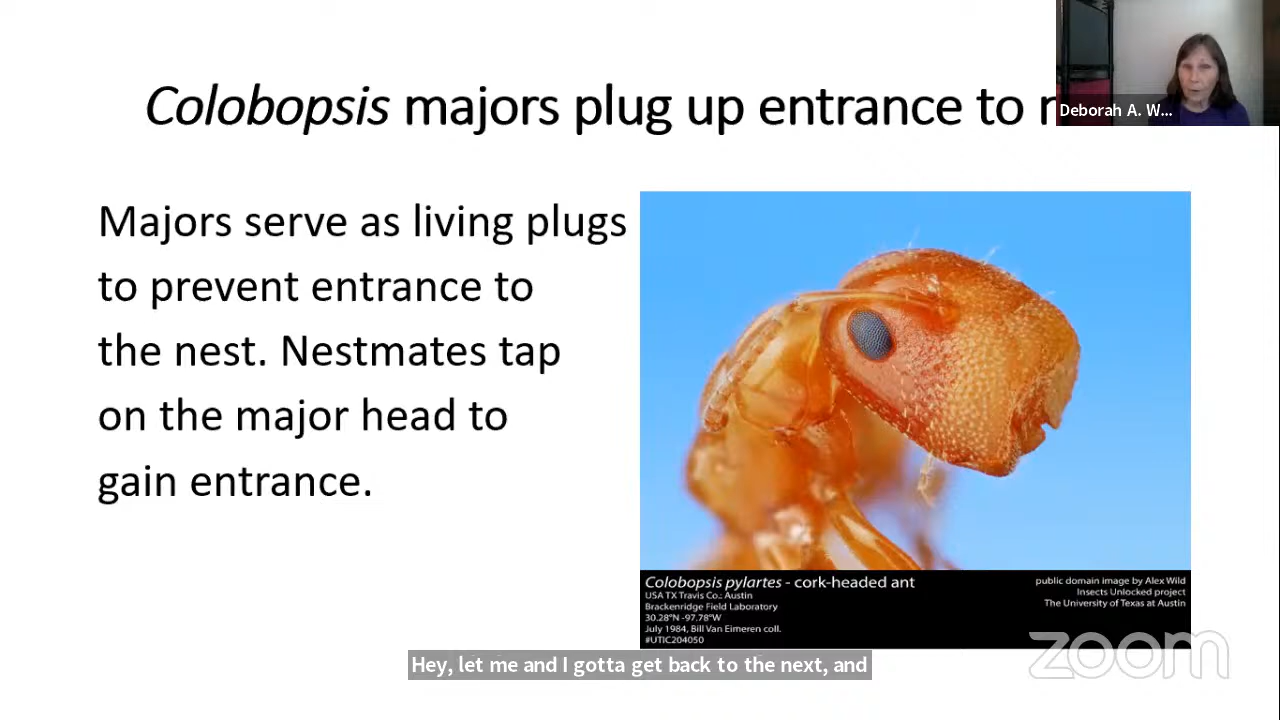 Colobopsis majors plug up entrance to
Deborah A. W...
Majors serve as living plugs
to prevent entrance to
the nest. Nestmates tap
on the major head to
gain entrance.
Colobopsis pylartes - cork-headed ant
USA TX Travis Co.: Austin
Brackenridge Field Laboratory
30.28°N -97.78°W
July 1984, Bill Van Eimeren coll.
#UTIC204050
public domain image by Alex Wild
Insects Unlocked project
The University of Texas at Austin
zoom
Hey, let me and I gotta get back to the next, and